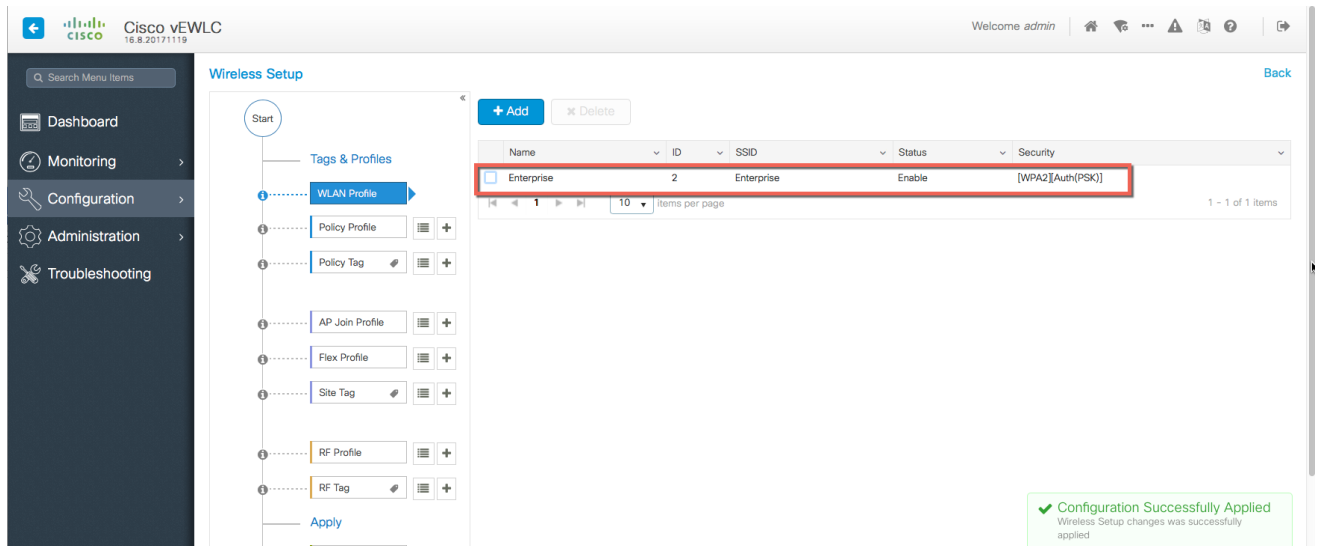 CISCO
Cisco vEWLC
16.8.20171119
Welcome admin
Search Menu Items
Dashboard
Monitoring
Configuration
Administration
Troubleshooting
Wireless Setup
Back
Start
Tags & Profiles
WLAN Profile
Policy Profile
Policy Tag
AP Join Profile
Flex Profile
Site Tag
RF Profile
RF Tag
Apply
+ Add
✖ Delete
Name ID SSID Status Security
Enterprise 2 Enterprise Enable [WPA2][Auth(PSK)]
1 10 items per page 1 - 1 of 1 items
Configuration Successfully Applied
Wireless Setup changes was successfully
applied